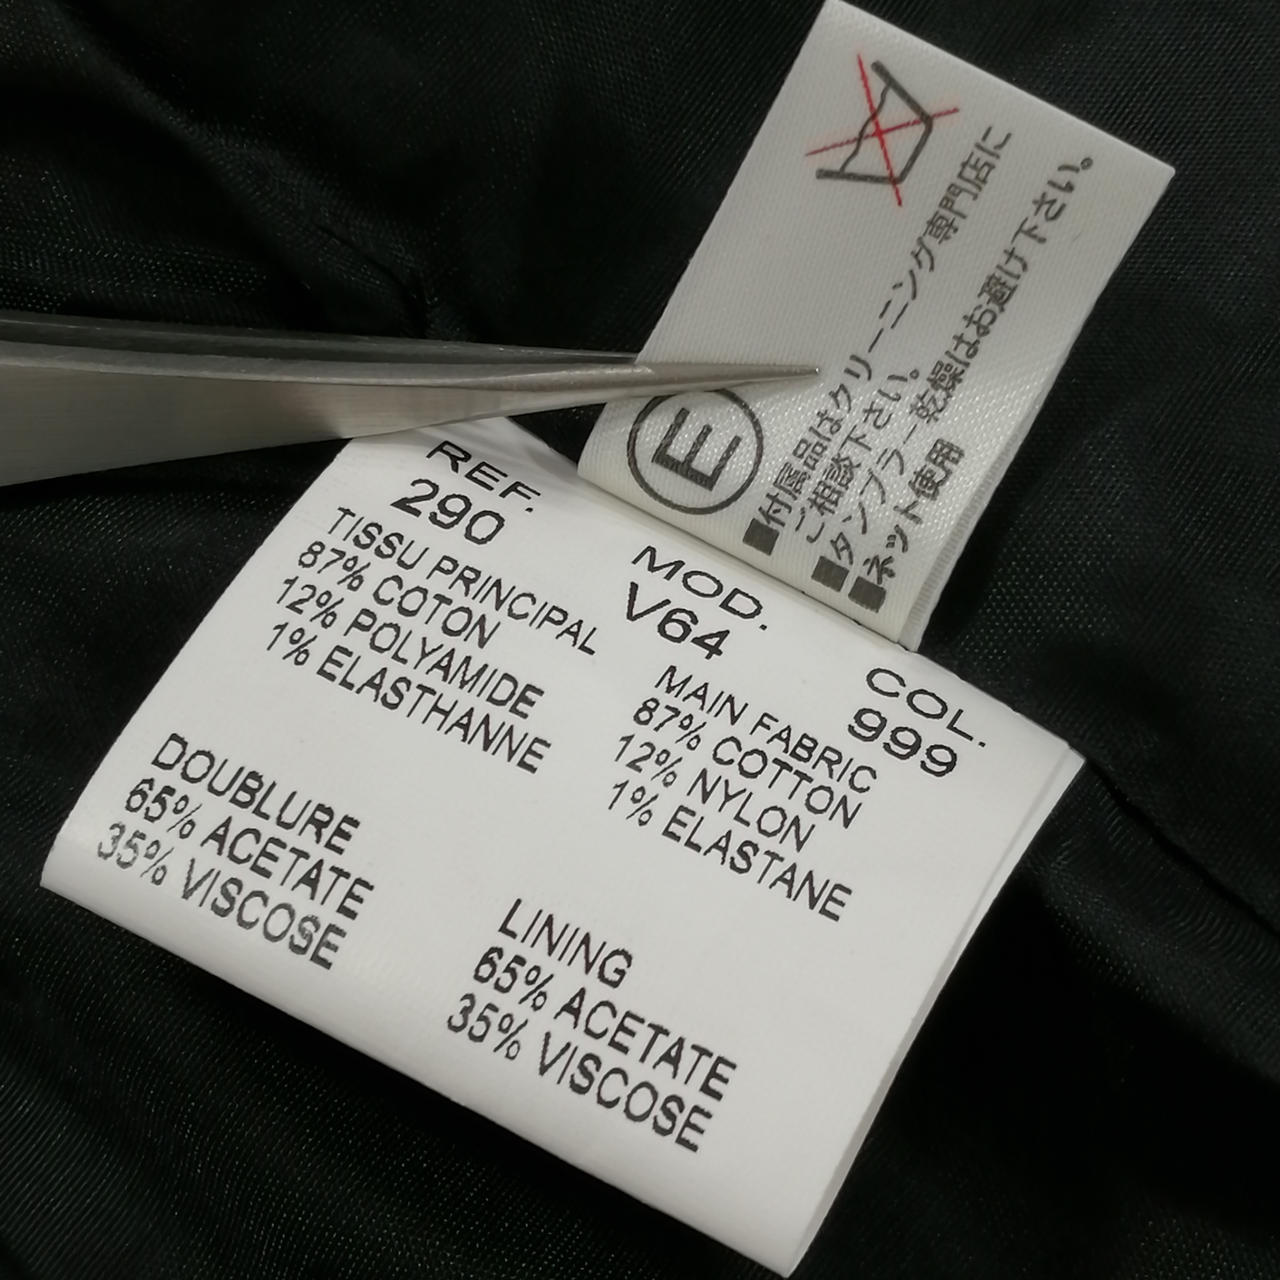 E
■付属品はクリーニング専門店に
ご相談下さい。
■タンブラー乾燥はお避け下さい。
■ネット使用
REF.
290
MOD.
V64
COL.
999
TISSU PRINCIPAL
87% COTON
12% POLYAMIDE
1% ELASTHANNE
MAIN FABRIC
87% COTTON
12% NYLON
1% ELASTANE
DOUBLURE
65% ACETATE
35% VISCOSE
LINING
65% ACETATE
35% VISCOSE